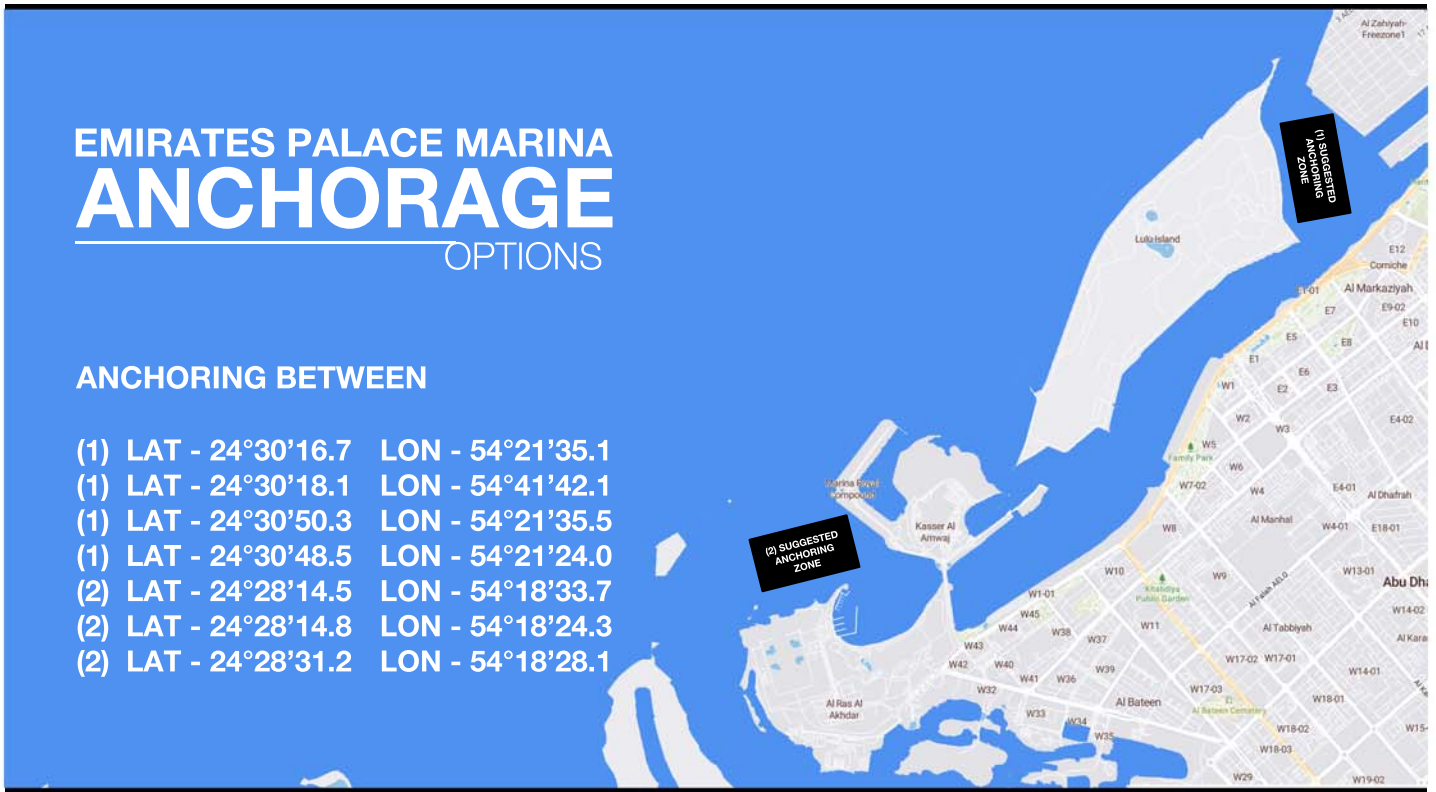 EMIRATES PALACE MARINA
ANCHORAGE
OPTIONS
ANCHORING BETWEEN
(1) LAT - 24°30'16.7 LON - 54°21'35.1
(1) LAT - 24°30'18.1 LON - 54°41'42.1
(1) LAT - 24°30'50.3 LON - 54°21'35.5
(1) LAT - 24°30'48.5 LON - 54°21'24.0
(2) LAT - 24°28'14.5 LON - 54°18'33.7
(2) LAT - 24°28'14.8 LON - 54°18'24.3
(2) LAT - 24°28'31.2 LON - 54°18'28.1
Al Zahiyah-
Freezone1
(1) SUGGESTED
ANCHORING
ZONE
Lulu Island
E12
Corniche
Al Markaziyah
E1-01
E7
E9-02
E10
E5
E8
E1
E6
W1
E2
E3
W2
E4-02
W3
W5
Family Park
W6
W7-02
W4
E4-01
Al Dhafrah
Marina Royal
Compound
Kasser Al
Amwaj
W8
Al Manhal
W4-01
E18-01
(2) SUGGESTED
ANCHORING
ZONE
W10
W9
W13-01
Abu Dha
Khalidiya
Public Garden
Al Falah
W1-01
W45
W44
W38
W37
W11
Al Tabbiyah
W14-02
Al Kara
W43
W42
W40
W39
W41
W36
W17-02
W17-01
W14-01
W32
W17-03
W18-01
Al Ras Al
Akhdar
Al Bateen
Al Bateen Cemetery
W33
W34
W35
W18-02
W15-
W18-03
W29
W19-02